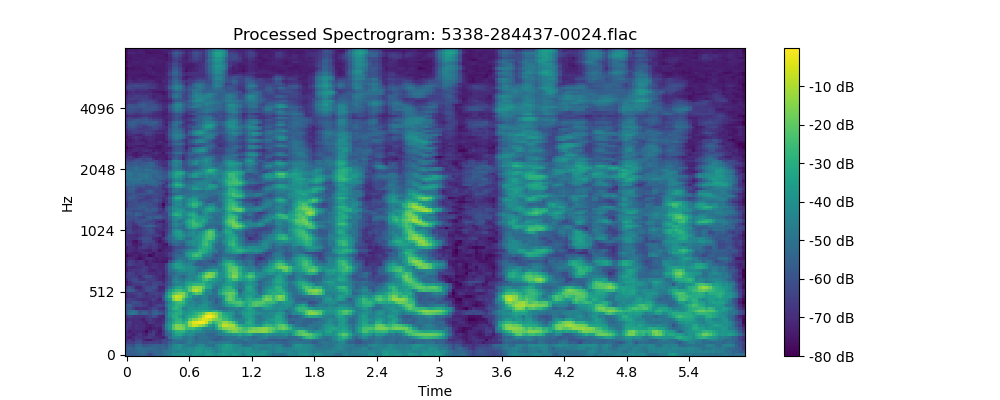 Processed Spectrogram: 5338-284437-0024.flac
Hz
4096
2048
1024
512
0
0 0.6 1.2 1.8 2.4 3 3.6 4.2 4.8 5.4
Time
-10 dB
-20 dB
-30 dB
-40 dB
-50 dB
-60 dB
-70 dB
-80 dB